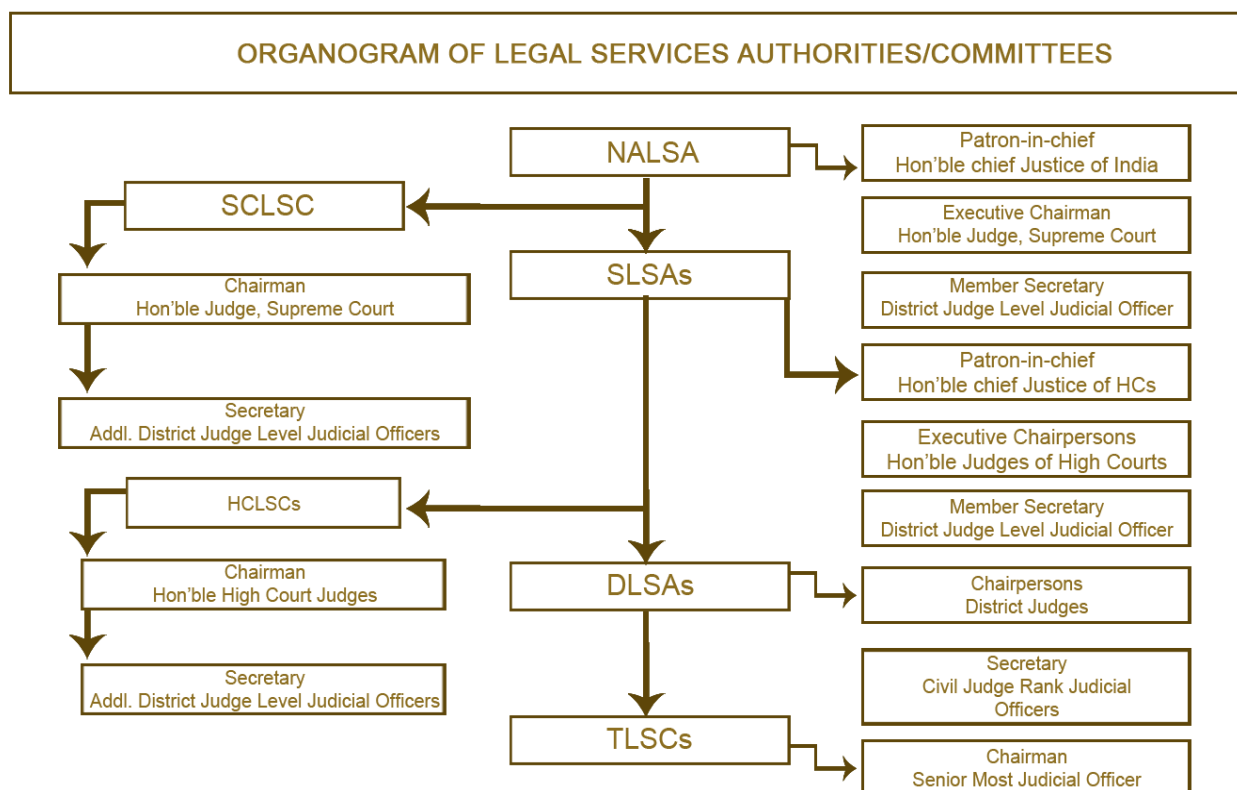 ORGANOGRAM OF LEGAL SERVICES AUTHORITIES/COMMITTEES
NALSA
Patron-in-chief
Hon'ble chief Justice of India
SCLSC
Executive Chairman
Hon'ble Judge, Supreme Court
SLSAs
Chairman
Hon'ble Judge, Supreme Court
Member Secretary
District Judge Level Judicial Officer
Patron-in-chief
Hon'ble chief Justice of HCs
Secretary
Addl. District Judge Level Judicial Officers
Executive Chairpersons
Hon'ble Judges of High Courts
HCLSCs
Member Secretary
District Judge Level Judicial Officer
Chairman
Hon'ble High Court Judges
DLSAs
Chairpersons
District Judges
Secretary
Addl. District Judge Level Judicial Officers
Secretary
Civil Judge Rank Judicial
Officers
TLSCs
Chairman
Senior Most Judicial Officer